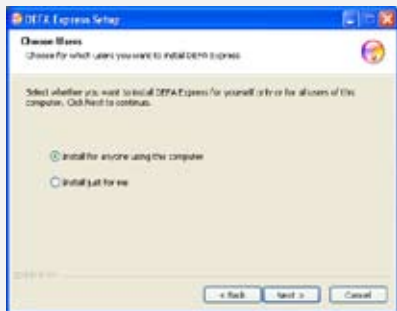 DEFA Express Setup
Choose Users
Choose for which users you want to install DEFA Express.
Select whether you want to install DEFA Express for yourself only or for all users of this
computer. Click Next to continue.
Install for anyone using this computer
Install just for me
< Back
Next >
Cancel